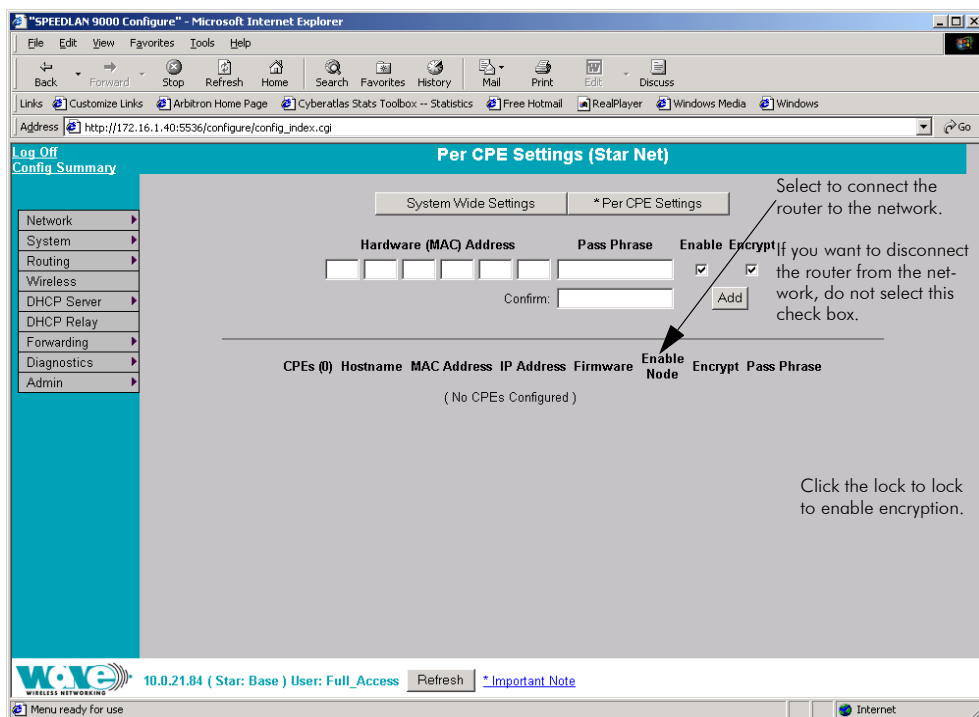 "SPEEDLAN 9000 Configure" - Microsoft Internet Explorer
File Edit View Favorites Tools Help
Back Forward Stop Refresh Home Search Favorites History Mail Print Edit Discuss
Links Customize Links Arbitron Home Page Cyberatlas Stats Toolbox -- Statistics Free Hotmail RealPlayer Windows Media Windows
Address http://172.16.1.40:5536/configure/config_index.cgi Go
Log Off
Config Summary
Per CPE Settings (Star Net)
System Wide Settings * Per CPE Settings
Select to connect the
router to the network.
Network
System
Routing
Wireless
DHCP Server
DHCP Relay
Forwarding
Diagnostics
Admin
Hardware (MAC) Address Pass Phrase Enable Encrypt
Confirm: Add
If you want to disconnect
the router from the net-
work, do not select this
check box.
CPEs (0) Hostname MAC Address IP Address Firmware Enable Node Encrypt Pass Phrase
( No CPEs Configured )
Click the lock to lock
to enable encryption.
WAVE
WIRELESS NETWORKING
10.0.21.84 ( Star: Base ) User: Full_Access Refresh * Important Note
Menu ready for use Internet